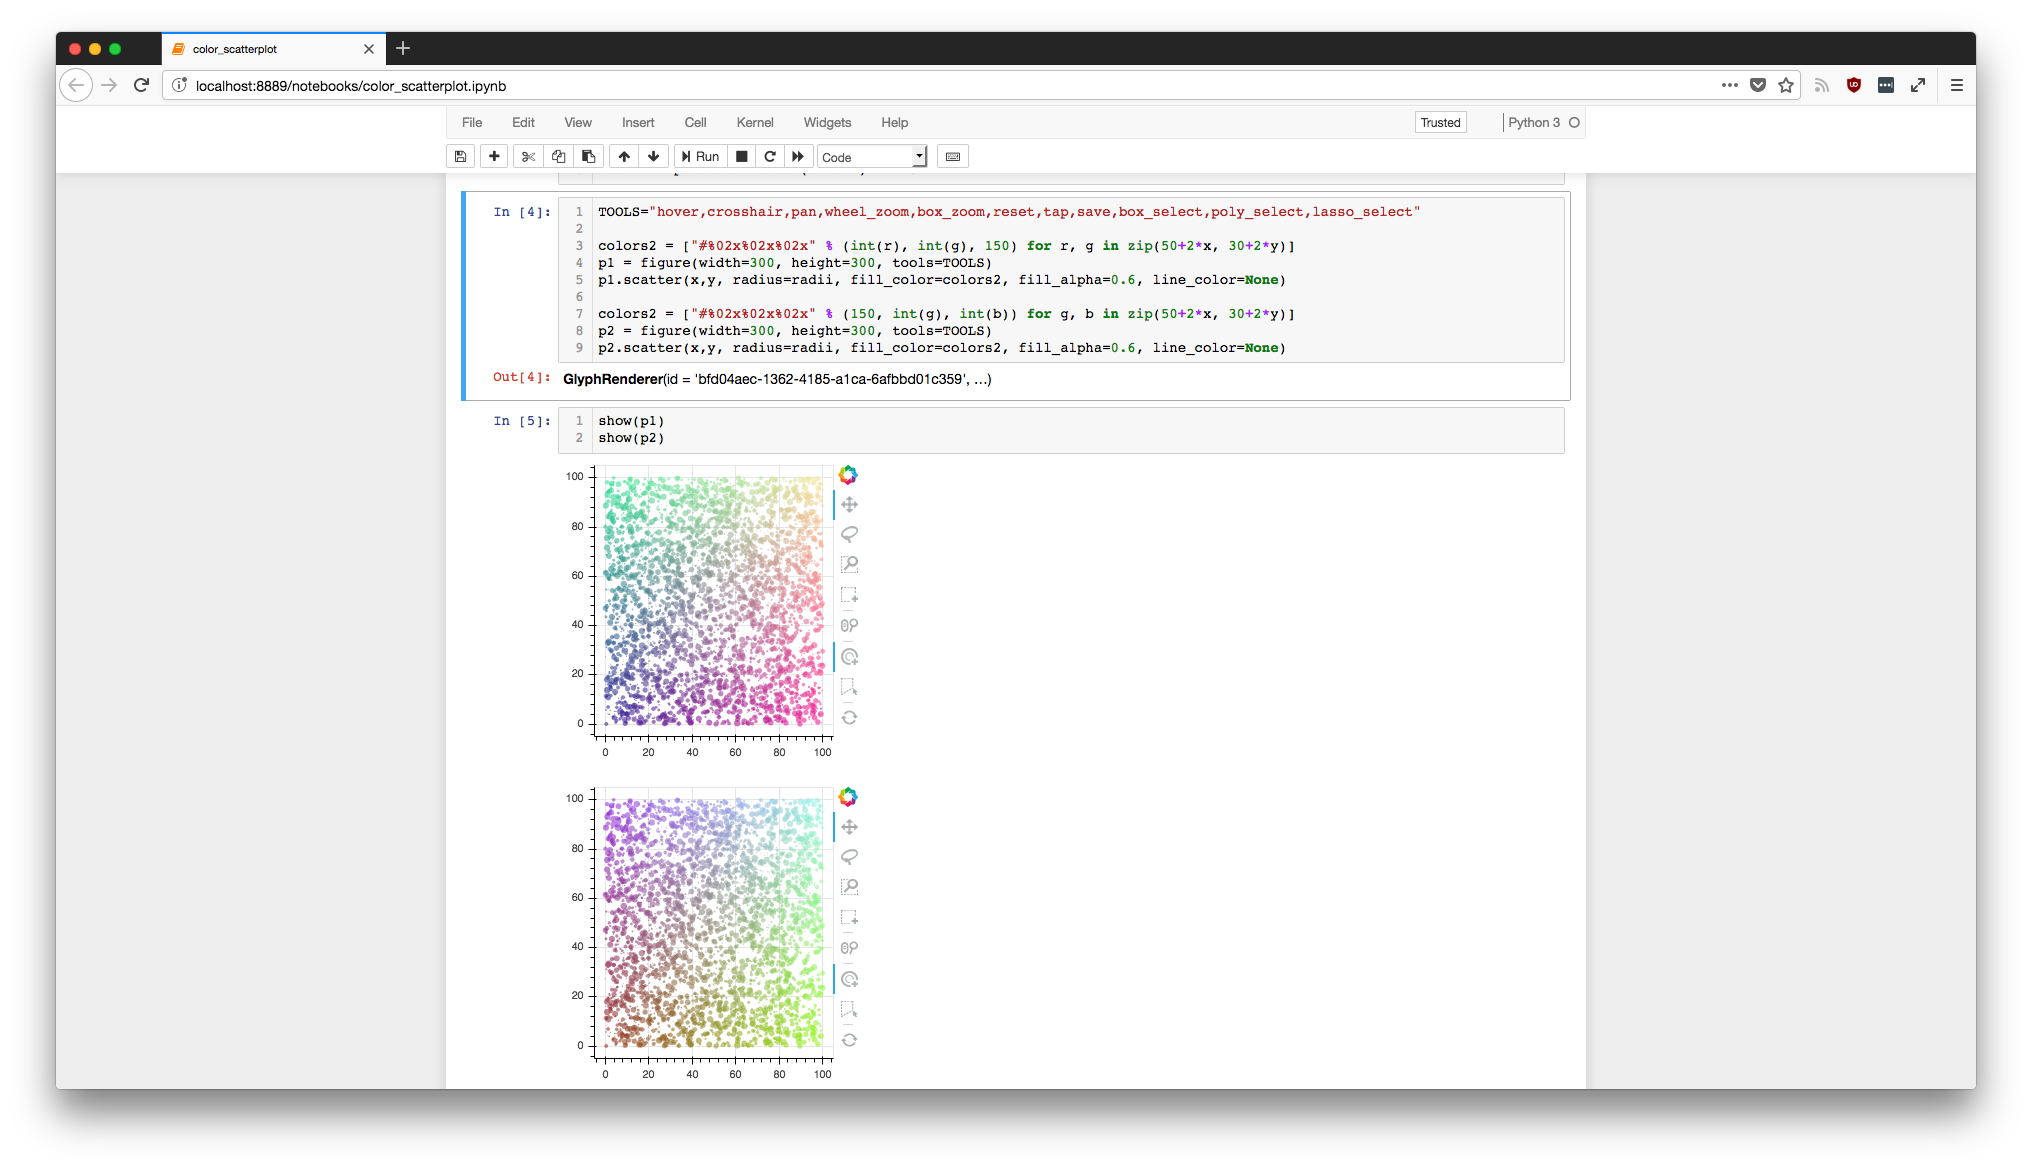 color_scatterplot
localhost:8889/notebooks/color_scatterplot.ipynb
File Edit View Insert Cell Kernel Widgets Help Trusted Python 3
Run Code
In [4]:
1 TOOLS="hover,crosshair,pan,wheel_zoom,box_zoom,reset,tap,save,box_select,poly_select,lasso_select"
2
3 colors2 = ["#%02x%02x%02x" % (int(r), int(g), 150) for r, g in zip(50+2*x, 30+2*y)]
4 p1 = figure(width=300, height=300, tools=TOOLS)
5 p1.scatter(x,y, radius=radii, fill_color=colors2, fill_alpha=0.6, line_color=None)
6
7 colors2 = ["#%02x%02x%02x" % (150, int(g), int(b)) for g, b in zip(50+2*x, 30+2*y)]
8 p2 = figure(width=300, height=300, tools=TOOLS)
9 p2.scatter(x,y, radius=radii, fill_color=colors2, fill_alpha=0.6, line_color=None)
Out[4]: GlyphRenderer(id = 'bfd04aec-1362-4185-a1ca-6afbbd01c359', …)
In [5]:
1 show(p1)
2 show(p2)
100
80
60
40
20
0
0 20 40 60 80 100
100
80
60
40
20
0
0 20 40 60 80 100